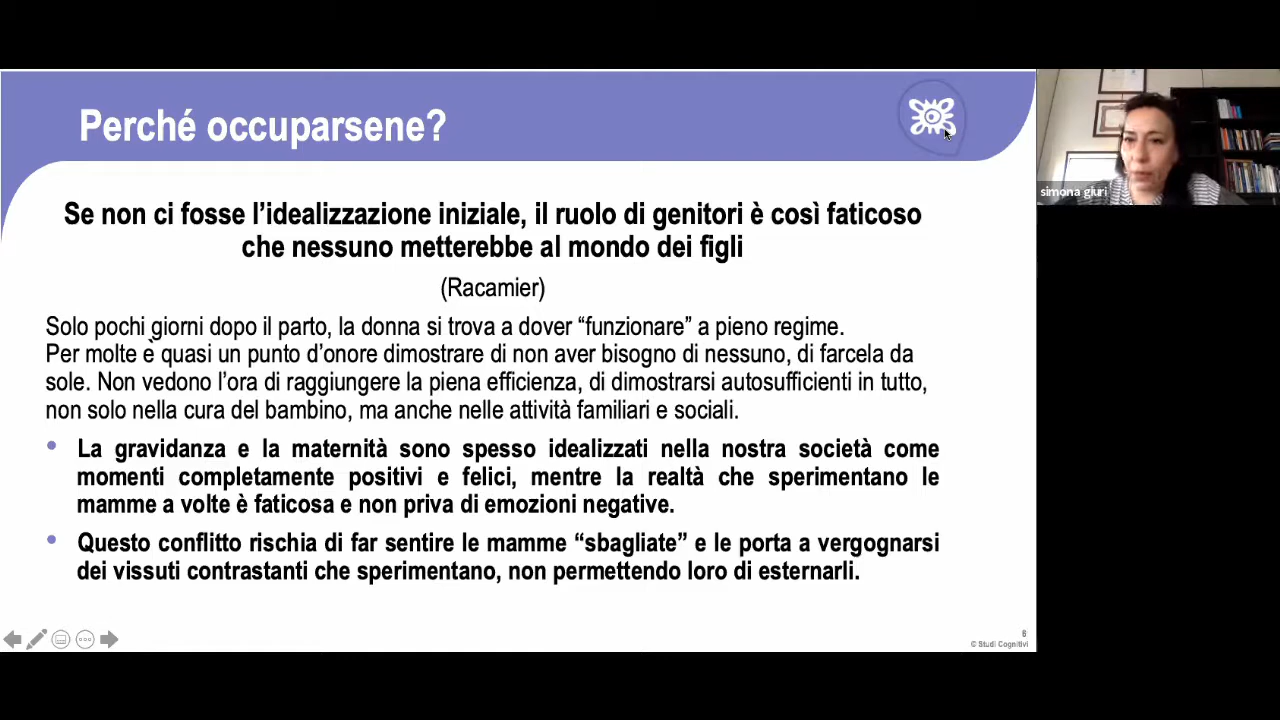 Perché occuparsene?
simona giuri
Se non ci fosse l’idealizzazione iniziale, il ruolo di genitori è così faticoso
che nessuno metterebbe al mondo dei figli
(Racamier)
Solo pochi giorni dopo il parto, la donna si trova a dover “funzionare” a pieno regime.
Per molte è quasi un punto d’onore dimostrare di non aver bisogno di nessuno, di farcela da
sole. Non vedono l’ora di raggiungere la piena efficienza, di dimostrarsi autosufficienti in tutto,
non solo nella cura del bambino, ma anche nelle attività familiari e sociali.
• La gravidanza e la maternità sono spesso idealizzati nella nostra società come
momenti completamente positivi e felici, mentre la realtà che sperimentano le
mamme a volte è faticosa e non priva di emozioni negative.
• Questo conflitto rischia di far sentire le mamme “sbagliate” e le porta a vergognarsi
dei vissuti contrastanti che sperimentano, non permettendo loro di esternarli.
6
© Studi Cognitivi